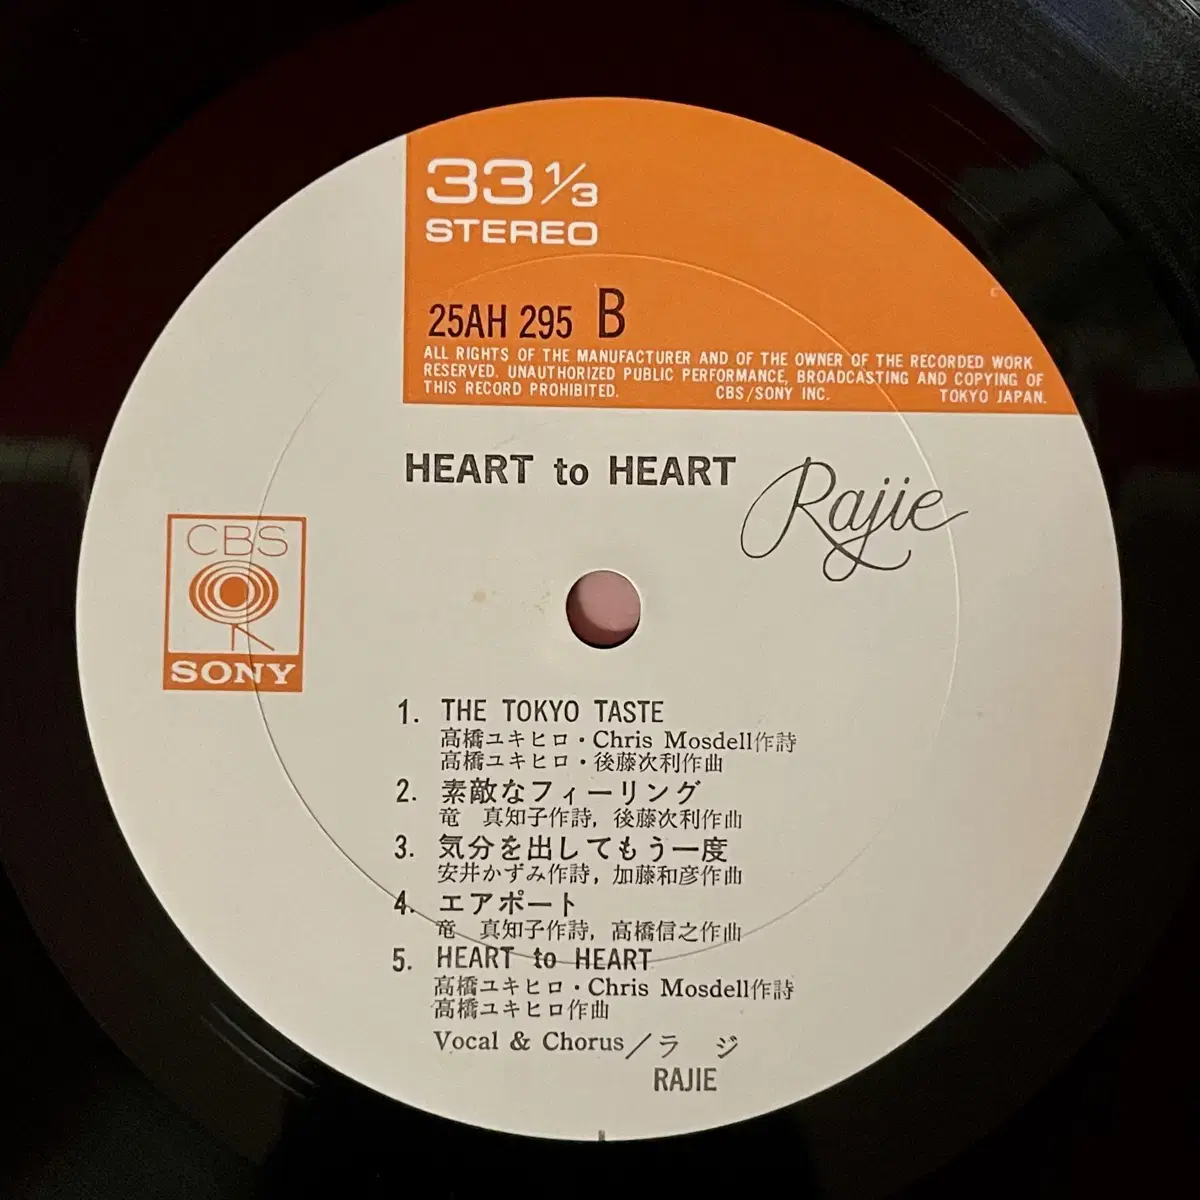 33 1/3
STEREO
25AH 295 B
ALL RIGHTS OF THE MANUFACTURER AND OF THE OWNER OF THE RECORDED WORK
RESERVED. UNAUTHORIZED PUBLIC PERFORMANCE, BROADCASTING AND COPYING OF
THIS RECORD PROHIBITED. CBS/SONY INC. TOKYO JAPAN.
HEART to HEART
Rajie
CBS
SONY
1. THE TOKYO TASTE
高橋ユキヒロ・Chris Mosdell作詩
高橋ユキヒロ・後藤次利作曲
2. 素敵なフィーリング
竜 真知子作詩, 後藤次利作曲
3. 気分を出してもう一度
安井かずみ作詩, 加藤和彦作曲
4. エアポート
竜 真知子作詩, 高橋信之作曲
5. HEART to HEART
高橋ユキヒロ・Chris Mosdell作詩
高橋ユキヒロ作曲
Vocal & Chorus/ラ ジ
RAJIE